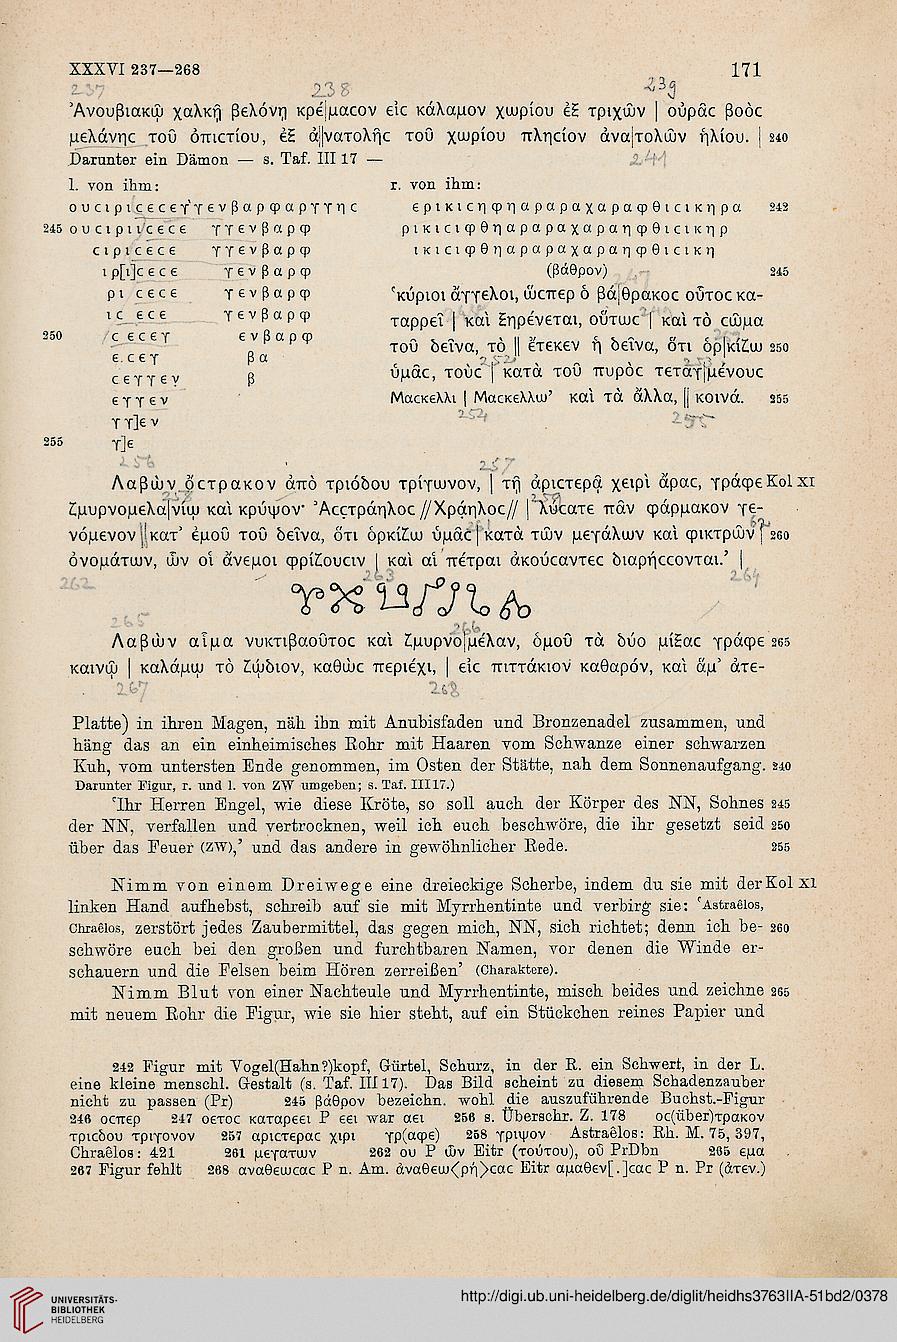 XXXVI 237—268 171
237 238 239
Ἀνουβιακῷ χαλκῇ βελόνῃ κρέ|μαϲον εἰϲ κάλαμον χωρίου ἐξ τριχῶν | οὐρᾶϲ βοὸϲ
μελάνηϲ τοῦ ὀπιϲτίου, ἐξ ἀ||νατολῆϲ τοῦ χωρίου πληϲίον ἀνα|τολῶν ἡλίου. | 240
Darunter ein Dämon — s. Taf. III 17 — 241
l. von ihm:
ουϲιριϲεϲεγγενβαρφαργγηϲ
245 ουϲιριιϲεϲε γγενβαρφ
ϲιριϲεϲε γγενβαρφ
ιρ[ι]ϲεϲε γενβαρφ
ρι ϲεϲε γενβαρφ
ιϲ εϲε γενβαρφ
250 ϲεϲεγ ενβαρφ
ε.ϲεγ βα
ϲεγγεν β
εγγεν
γγ]εν
255 γ]ε
r. von ihm:
ερικιϲηφηαραραχαραφθιϲικηρα 242
ρικιϲιφθηαραραχαραηφθιϲικηρ
ικιϲιφθηαραραχαραηφθιϲικη
(βάθρον) 245
247
‘κύριοι ἄγγελοι, ὥϲπερ ὁ βά|θρακοϲ οὗτοϲ κα-
ταρρεῖ | καὶ ξηρένεται, οὕτωϲ | καὶ τὸ ϲῶμα
τοῦ δεῖνα, τὸ || ἔτεκεν ἡ δεῖνα, ὅτι ὁρ|κίζω 250
252 253
ὑμᾶϲ, τοὺϲ | κατὰ τοῦ πυρὸϲ τεταγ|μένουϲ
Μαϲκελλι | Μαϲκελλω’ καὶ τὰ ἄλλα, || κοινά. 255
254 255
256 257
Λαβὼν ὄϲτρακον ἀπὸ τριόδου τρίγωνον, | τῇ ἀριϲτερᾷ χειρὶ ἄραϲ, γράφε Kol XI
258 259
ζμυρνομελα|νίῳ καὶ κρύψον· Ἀϲϲτράηλοϲ // Χράηλοϲ // | λύϲατε πᾶν φάρμακον γε-
νόμενον || κατ’ ἐμοῦ τοῦ δεῖνα, ὅτι ὁρκίζω ὑμᾶϲ | κατὰ τῶν μεγάλων καὶ φικτρῶν | 260
ὀνομάτων, ὧν οἱ ἄνεμοι φρίζουϲιν | καὶ αἱ πέτραι ἀκούϲαντεϲ διαρήϲϲονται.’ |
262 263 264
265 266
Λαβὼν αἷμα νυκτιβαοῦτοϲ καὶ ζμυρνο|μέλαν, ὁμοῦ τὰ δύο μίξαϲ γράφε 265
καινῷ | καλάμῳ τὸ ζῴδιον, καθὼϲ περιέχι, | εἰϲ πιττάκιον καθαρόν, καὶ ἅμ’ ἀτε-
267 268
Platte) in ihren Magen, näh ihn mit Anubisfaden und Bronzenadel zusammen, und
häng das an ein einheimisches Rohr mit Haaren vom Schwanze einer schwarzen
Kuh, vom untersten Ende genommen, im Osten der Stätte, nah dem Sonnenaufgang. 240
Darunter Figur, r. und l. von ZW umgeben; s. Taf. III 17.)
‘Ihr Herren Engel, wie diese Kröte, so soll auch der Körper des NN, Sohnes 245
der NN, verfallen und vertrocknen, weil ich euch beschwöre, die ihr gesetzt seid 250
über das Feuer (ZW),’ und das andere in gewöhnlicher Rede. 255
Nimm von einem Dreiwege eine dreieckige Scherbe, indem du sie mit der Kol XI
linken Hand aufhebst, schreib auf sie mit Myrrhentinte und verbirg sie: ‘Astraêlos,
Chraêlos, zerstört jedes Zaubermittel, das gegen mich, NN, sich richtet; denn ich be- 260
schwöre euch bei den großen und furchtbaren Namen, vor denen die Winde er-
schauern und die Felsen beim Hören zerreißen’ (Charaktere).
Nimm Blut von einer Nachteule und Myrrhentinte, misch beides und zeichne 265
mit neuem Rohr die Figur, wie sie hier steht, auf ein Stückchen reines Papier und
242 Figur mit Vogel(Hahn?)kopf, Gürtel, Schurz, in der R. ein Schwert, in der L.
eine kleine menschl. Gestalt (s. Taf. III 17). Das Bild scheint zu diesem Schadenzauber
nicht zu passen (Pr) 245 βάθρον bezeichn. wohl die auszuführende Buchst.-Figur
246 οϲπερ 247 οετοϲ καταρεει P εει war αει 256 s. Überschr. Z. 178 οϲ(über)τρακον
τριϲδου τριγονον 257 αριϲτεραϲ χιρι γρ(αφε) 258 γριψον Astraêlos: Rh. M. 75, 397,
Chraêlos: 421 261 μεγατων 262 ου P ὧν Eitr (τούτου), οὗ PrDbn 265 εμα
267 Figur fehlt 268 αναθεωϲαϲ P n. Am. ἀναθεω<ρή>ϲαϲ Eitr αμαθεν[.]ϲαϲ P n. Pr (ἄτεν.)
UNIVERSITÄTS-
BIBLIOTHEK
HEIDELBERG
http://digi.ub.uni-heidelberg.de/diglit/heidhs3763IIA-51bd2/0378